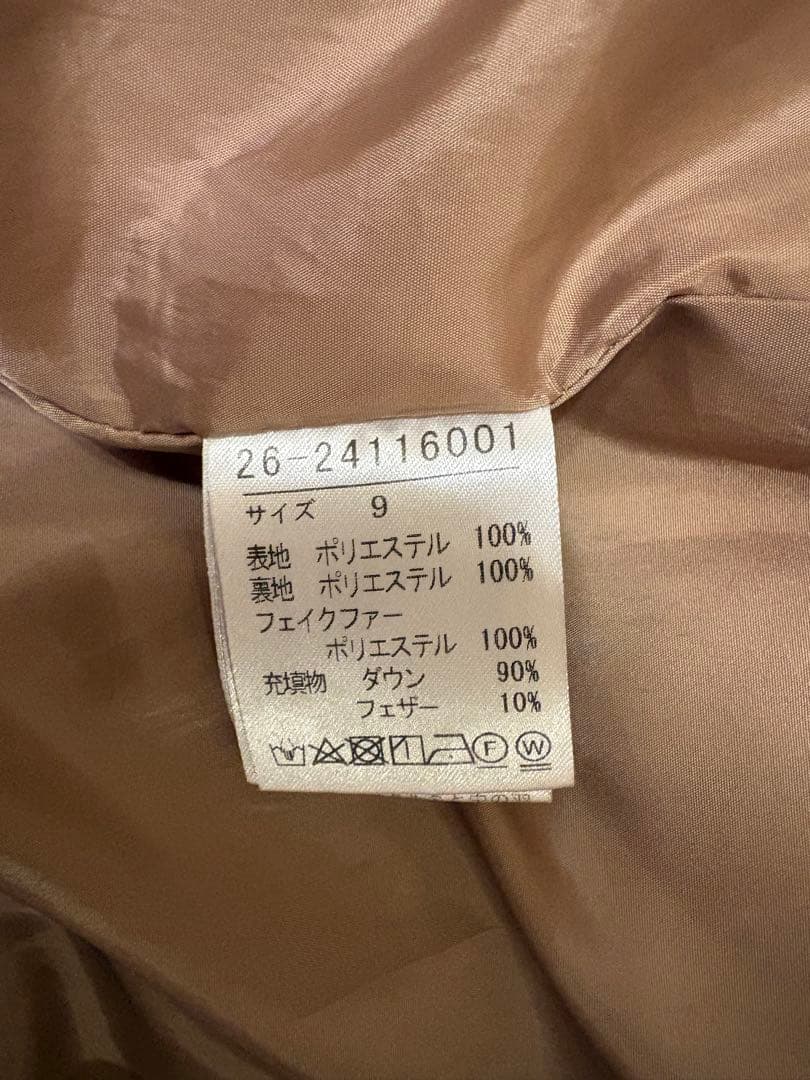 26-24116001
サイズ 9
表地 ポリエステル 100%
裏地 ポリエステル 100%
フェイクファー
ポリエステル 100%
充填物 ダウン 90%
フェザー 10%
F W